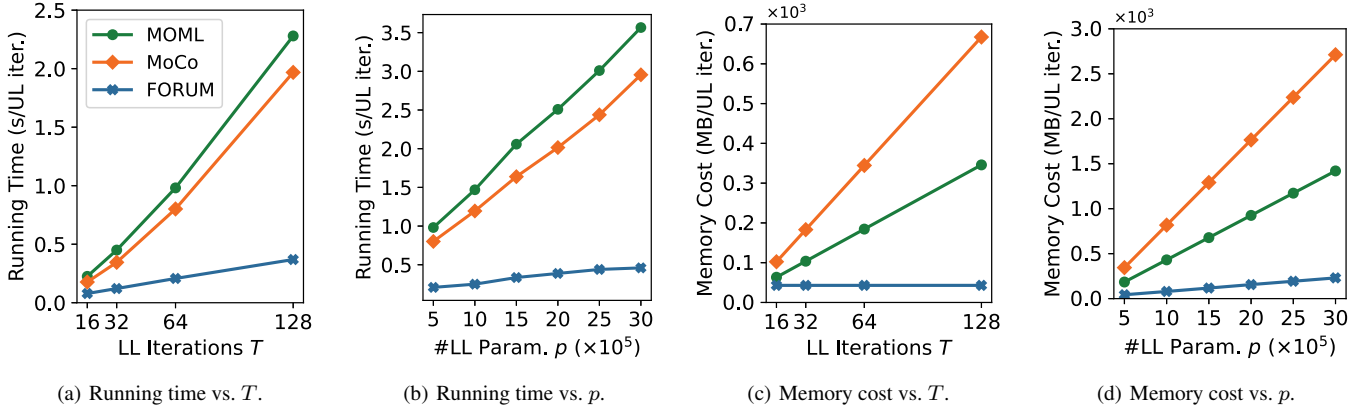 2.5
2.0
1.5
1.0
0.5
0.0
Running Time (s/UL iter.)
MOML
MoCo
FORUM
16 32 64 128
LL Iterations T
3.5
3.0
2.5
2.0
1.5
1.0
0.5
Running Time (s/UL iter.)
5 10 15 20 25 30
#LL Param. p (×10⁵)
×10³
0.7
0.6
0.4
0.3
0.2
0.1
0.0
Memory Cost (MB/UL iter.)
16 32 64 128
LL Iterations T
×10³
3.0
2.5
2.0
1.5
1.0
0.5
0.0
Memory Cost (MB/UL iter.)
5 10 15 20 25 30
#LL Param. p (×10⁵)
(a) Running time vs. T.
(b) Running time vs. p.
(c) Memory cost vs. T.
(d) Memory cost vs. p.